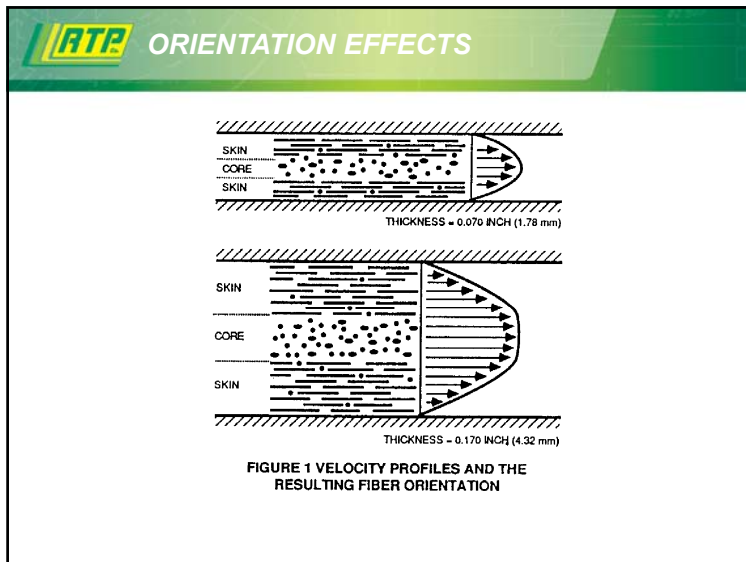 RTP
ORIENTATION EFFECTS
SKIN
CORE
SKIN
THICKNESS = 0.070 INCH (1.78 mm)
SKIN
CORE
SKIN
THICKNESS – 0.170 INCH (4.32 mm)
FIGURE 1 VELOCITY PROFILES AND THE
RESULTING FIBER ORIENTATION